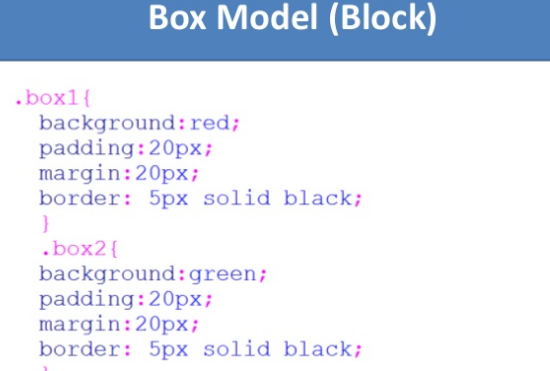 Box Model (Block)
.box1{
background:red;
padding:20px;
margin:20px;
border: 5px solid black;
}
.box2{
background:green;
padding:20px;
margin:20px;
border: 5px solid black;
}